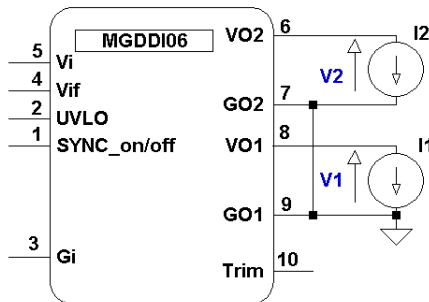 MGDDI06
6 VO2 I2
5 Vi
4 Vif
2 UVLO
1 SYNC_on/off
V2
7 GO2
8 VO1
I1
V1
9 GO1
3 Gi
10 Trim